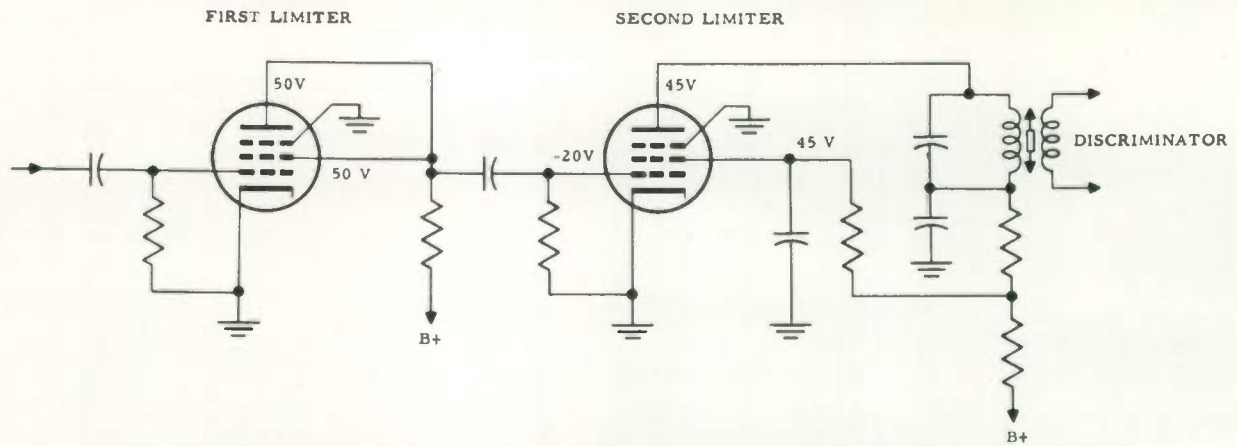 FIRST LIMITER
SECOND LIMITER
50V
45V
50 V
-20V
45 V
DISCRIMINATOR
B+
B+